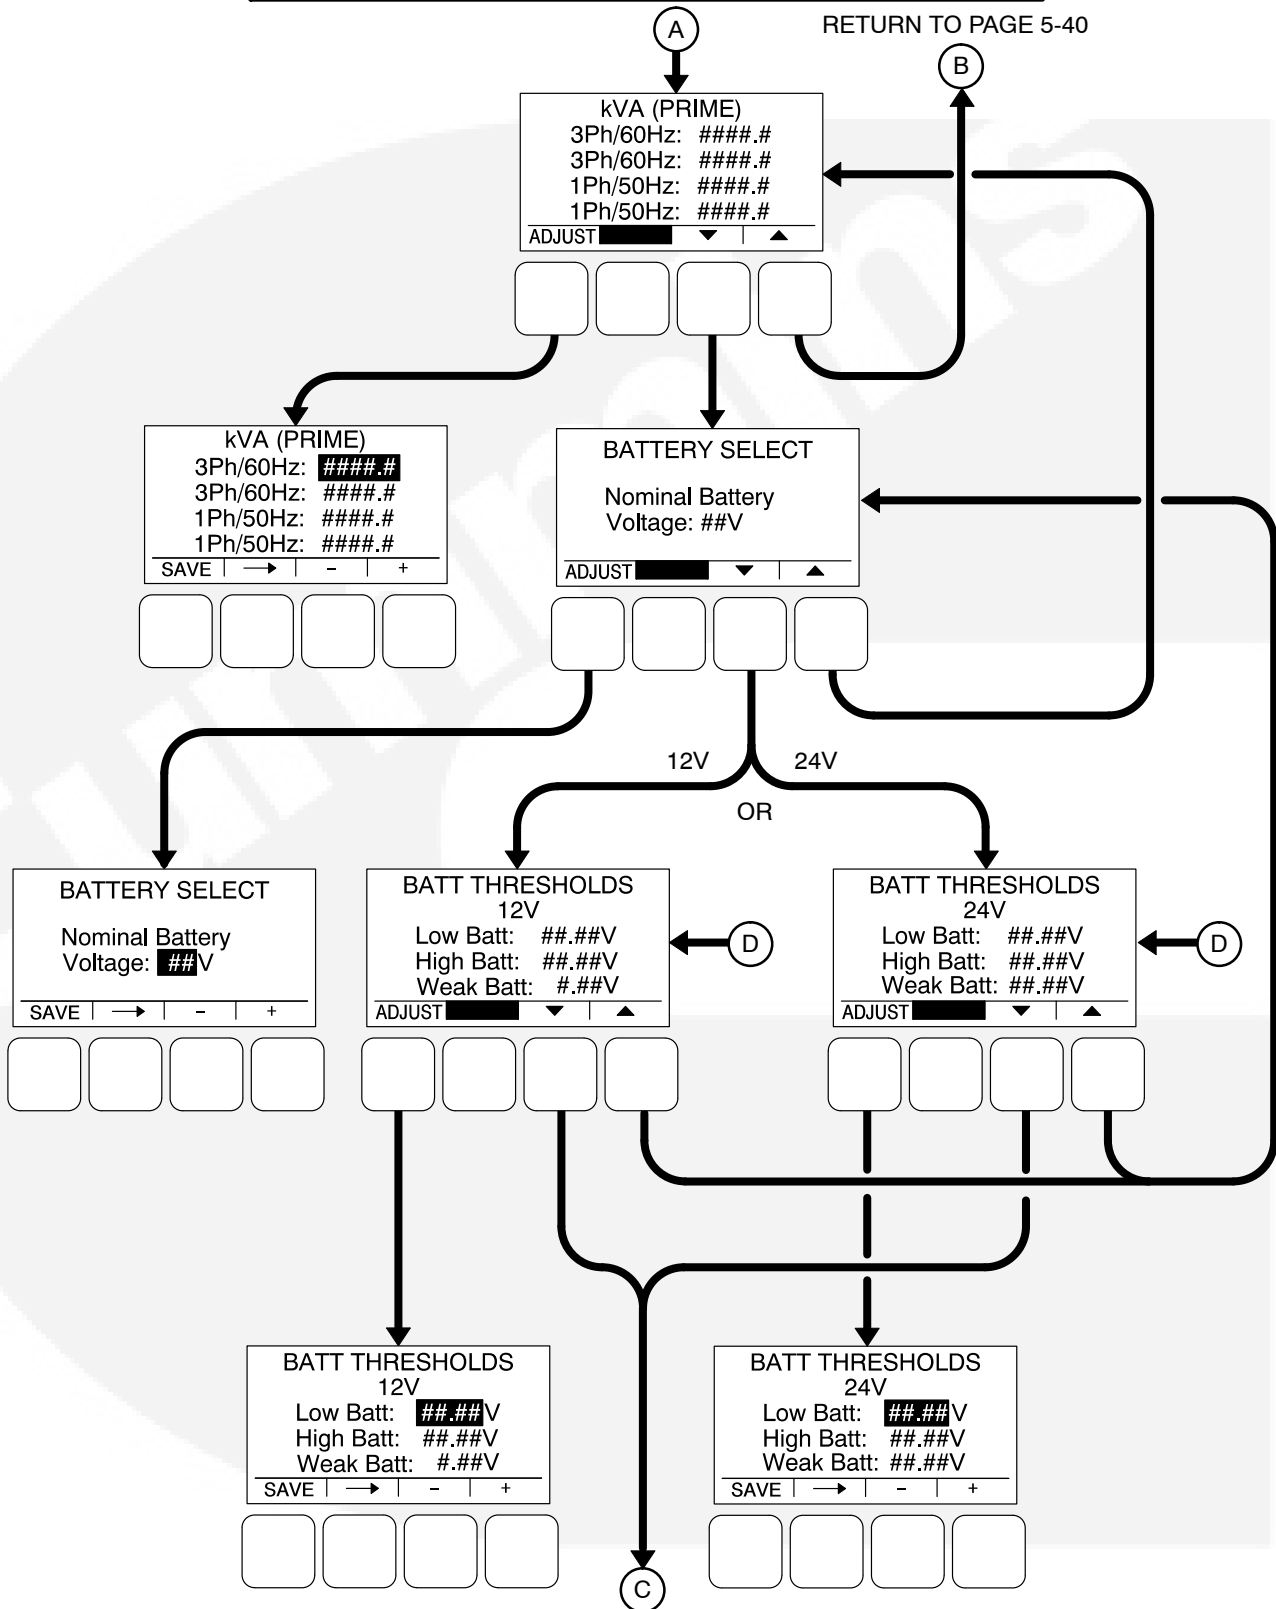 RETURN TO PAGE 5-40
A
B
kVA (PRIME)
3Ph/60Hz: ####.#
3Ph/60Hz: ####.#
1Ph/50Hz: ####.#
1Ph/50Hz: ####.#
ADJUST ▼ ▲
kVA (PRIME)
3Ph/60Hz: ####.#
3Ph/60Hz: ####.#
1Ph/50Hz: ####.#
1Ph/50Hz: ####.#
SAVE → - +
BATTERY SELECT
Nominal Battery
Voltage: ##V
ADJUST ▼ ▲
12V 24V
OR
BATTERY SELECT
Nominal Battery
Voltage: ##V
SAVE → - +
BATT THRESHOLDS
12V
Low Batt: ##.##V
High Batt: ##.##V
Weak Batt: #.##V
ADJUST ▼ ▲
D
BATT THRESHOLDS
24V
Low Batt: ##.##V
High Batt: ##.##V
Weak Batt: ##.##V
ADJUST ▼ ▲
D
BATT THRESHOLDS
12V
Low Batt: ##.##V
High Batt: ##.##V
Weak Batt: #.##V
SAVE → - +
BATT THRESHOLDS
24V
Low Batt: ##.##V
High Batt: ##.##V
Weak Batt: ##.##V
SAVE → - +
C